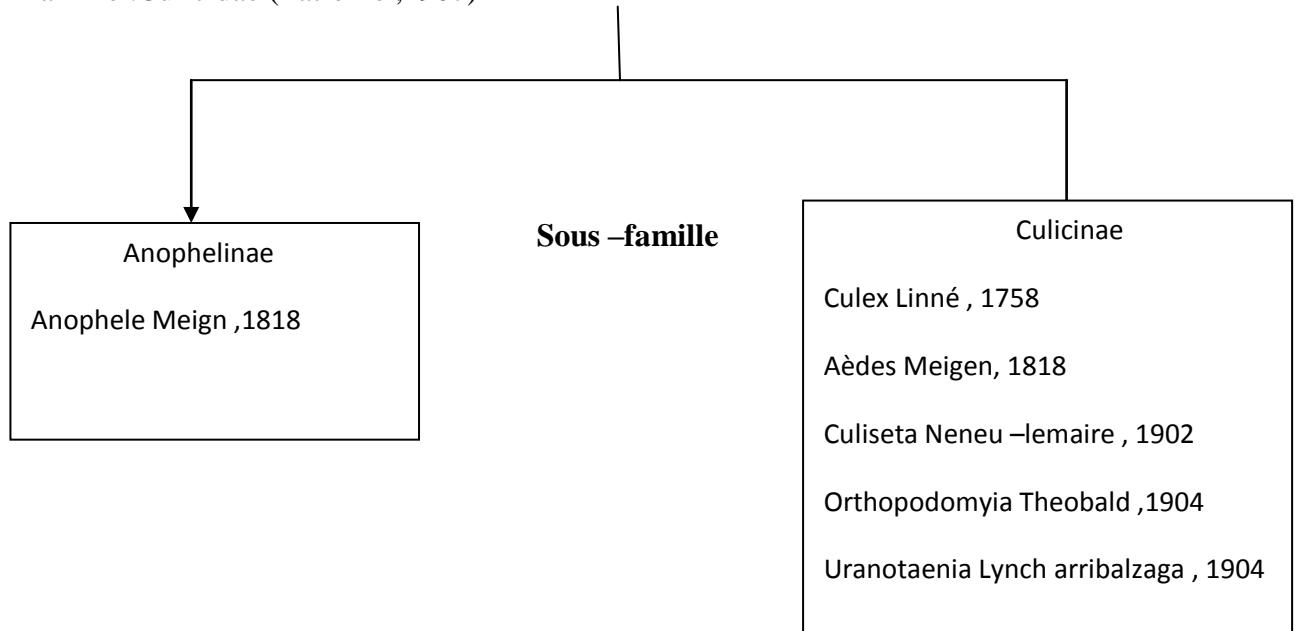 Anophelinae
Anophele Meign ,1818
Sous –famille
Culicinae
Culex Linné , 1758
Aèdes Meigen, 1818
Culiseta Neneu –lemaire , 1902
Orthopodomyia Theobald ,1904
Uranotaenia Lynch arribalzaga , 1904